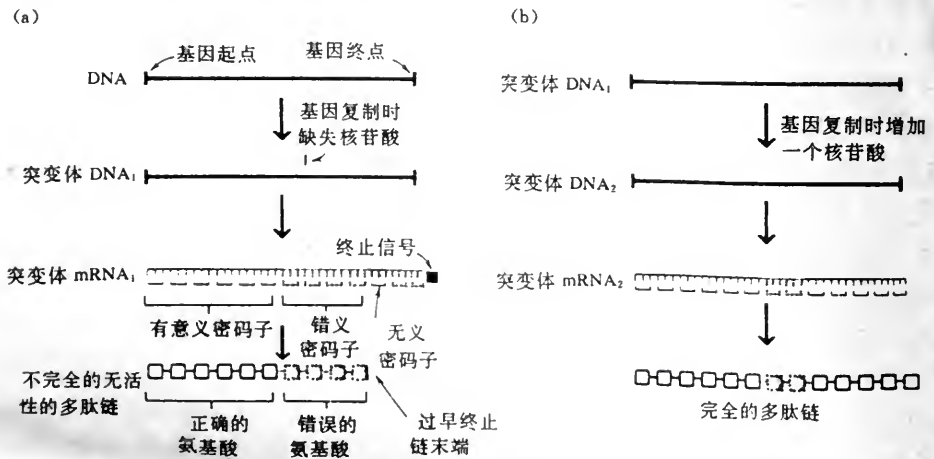 (a)
基因起点
基因终点
DNA
基因复制时
缺失核苷酸
突变体 DNA₁
终止信号
突变体 mRNA₁
有意义密码子
错义
密码子
无义
密码子
不完全的无活
性的多肽链
正确的
氨基酸
错误的
氨基酸
过早终止
链末端
(b)
突变体 DNA₁
基因复制时增加
一个核苷酸
突变体 DNA₂
突变体 mRNA₂
完全的多肽链